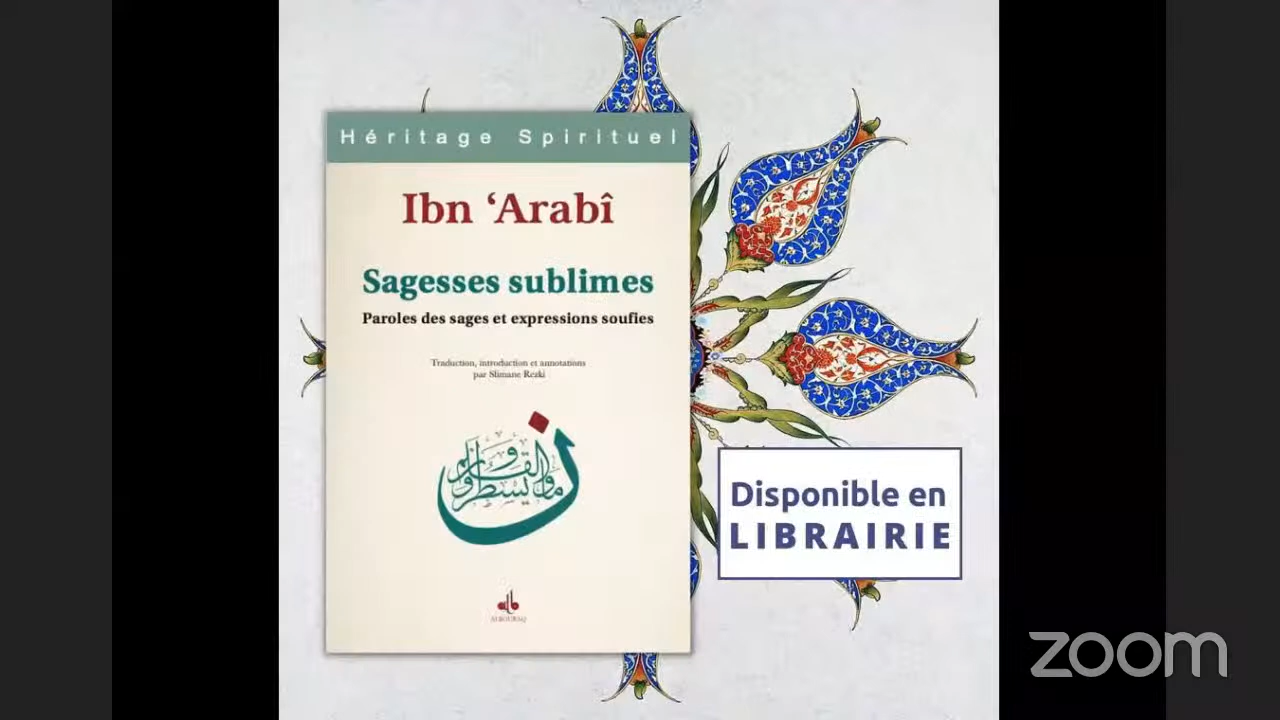 Héritage Spirituel
Ibn ‘Arabî
Sagesses sublimes
Paroles des sages et expressions soufies
Traduction, introduction et annotations
par Slimane Rezki
ن والقلم وما يسطرون
ALBOURAQ
Disponible en
LIBRAIRIE
zoom